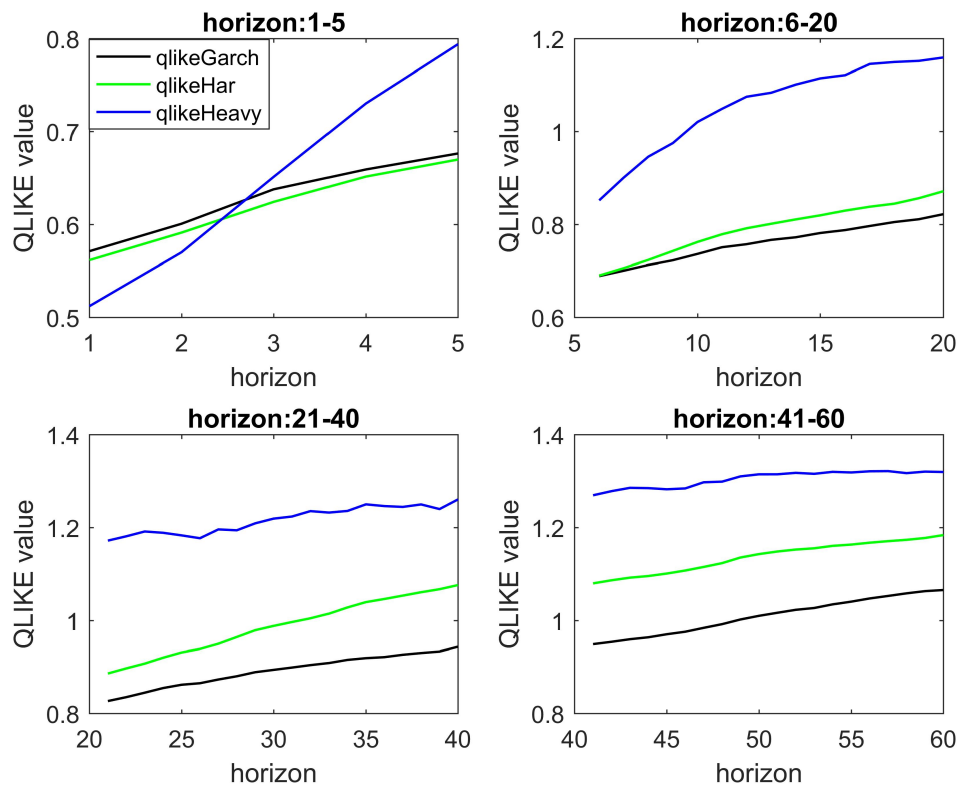 horizon:1-5
0.8
0.7
0.6
0.5
QLIKE value
qlikeGarch
qlikeHar
qlikeHeavy
1 2 3 4 5
horizon
horizon:6-20
1.2
1
0.8
0.6
QLIKE value
5 10 15 20
horizon
horizon:21-40
1.4
1.2
1
0.8
QLIKE value
20 25 30 35 40
horizon
horizon:41-60
1.4
1.2
1
0.8
QLIKE value
40 45 50 55 60
horizon